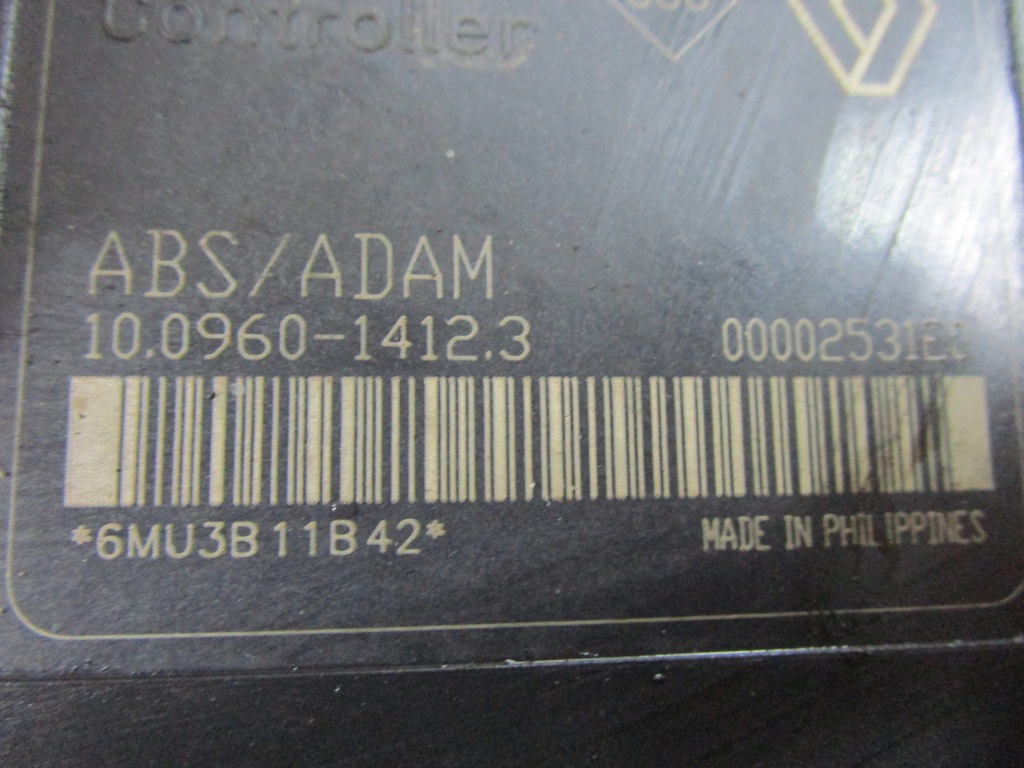 Controller
ABS/ADAM
10.0960-1412.3
*6MU3B11B42*
MADE IN PHILIPPINES